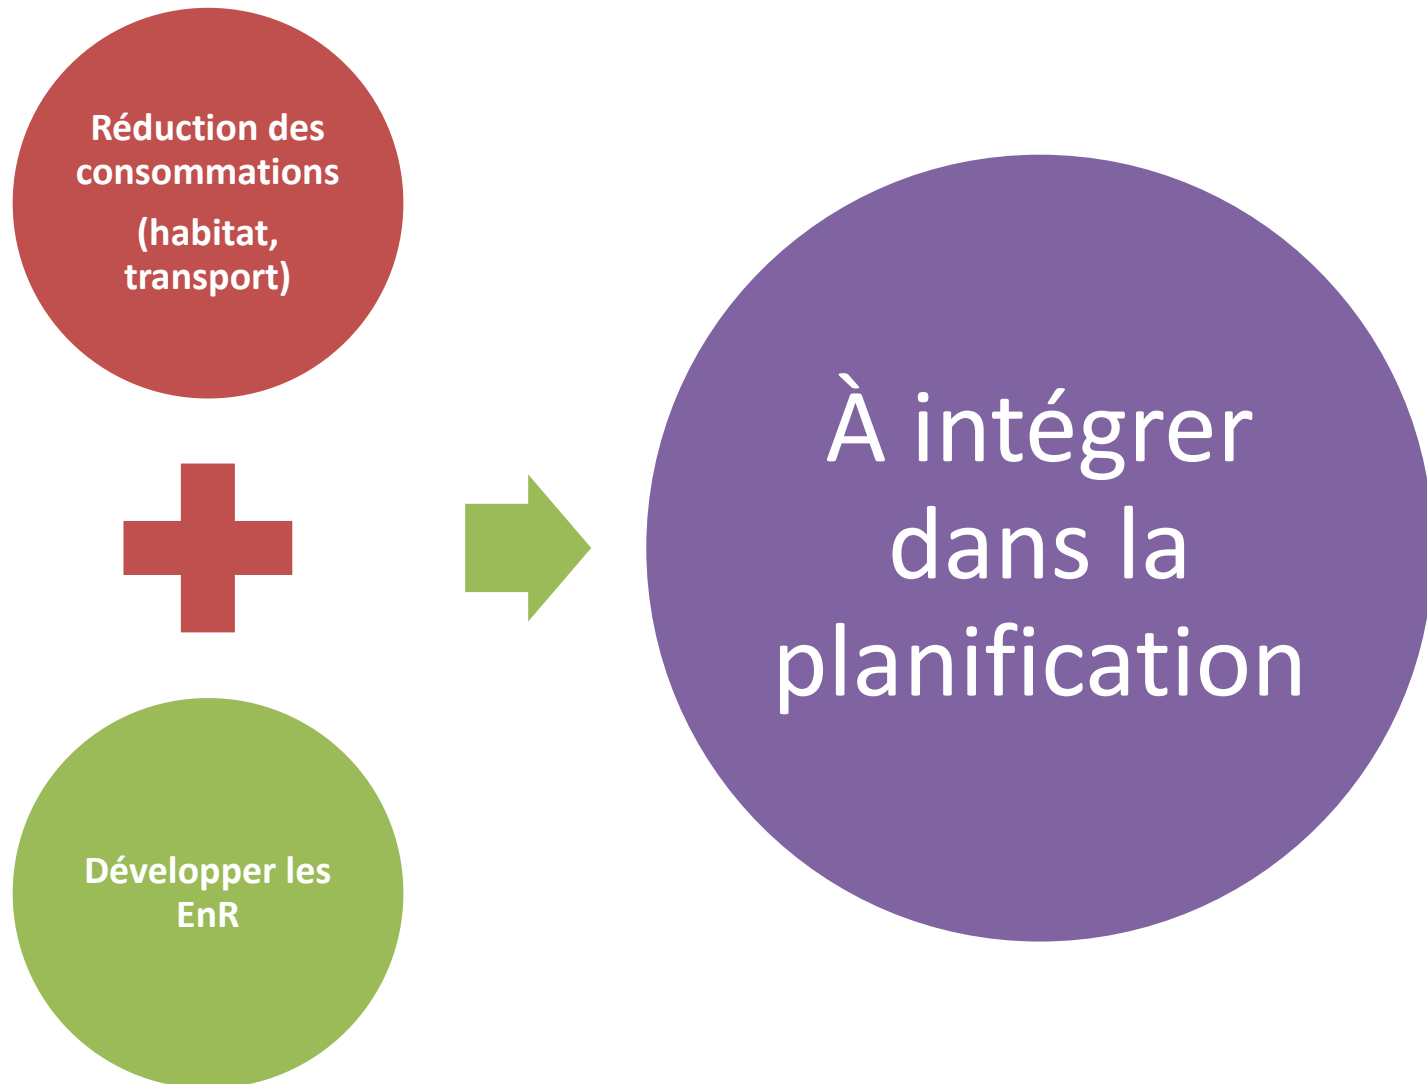 Réduction des
consommations
(habitat,
transport)
À intégrer
dans la
planification
Développer les
EnR